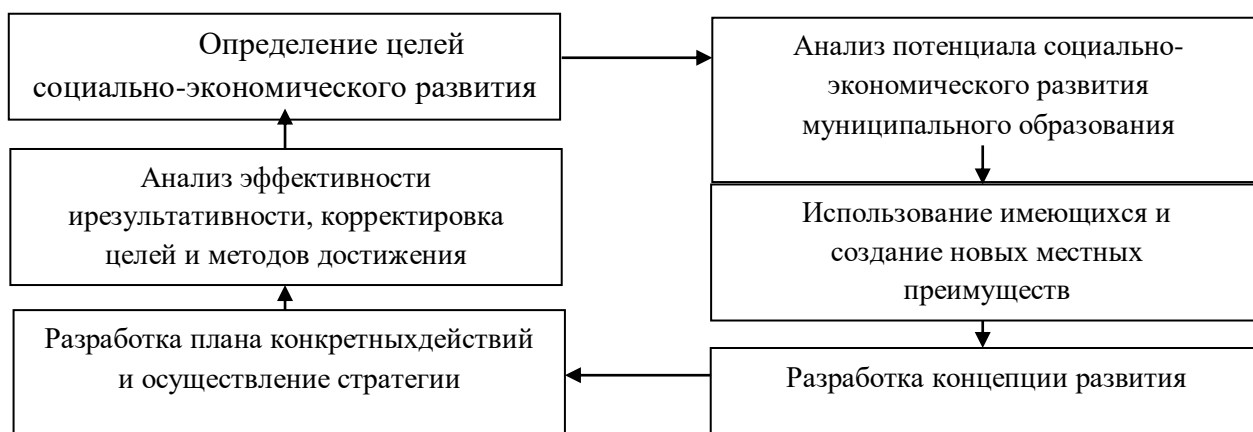 Определение целей
социально-экономического развития
Анализ потенциала социально-
экономического развития
муниципального образования
Анализ эффективности
ирезультативности, корректировка
целей и методов достижения
Использование имеющихся и
создание новых местных
преимуществ
Разработка плана конкретныхдействий
и осуществление стратегии
Разработка концепции развития